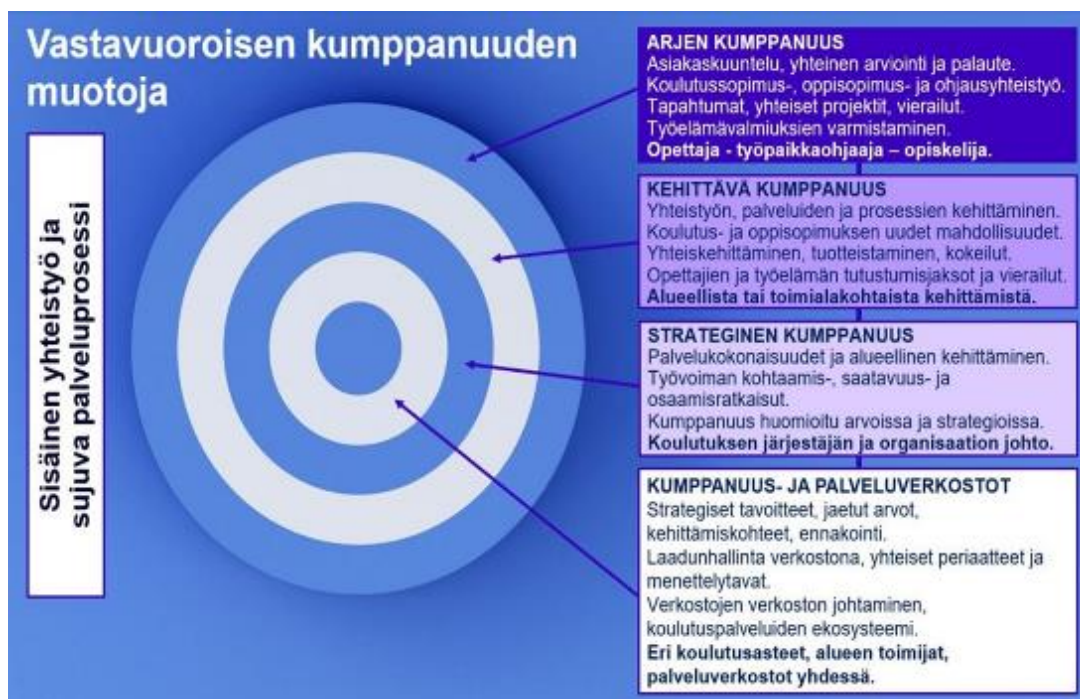 Vastavuoroisen kumppanuuden
muotoja
Sisäinen yhteistyö ja
sujuva palveluprosessi
ARJEN KUMPPANUUS
Asiakaskuuntelu, yhteinen arviointi ja palaute.
Koulutussopimus-, oppisopimus- ja ohjausyhteistyö.
Tapahtumat, yhteiset projektit, vierailut.
Työelämävalmiuksien varmistaminen.
Opettaja - työpaikkaohjaaja – opiskelija.
KEHITTÄVÄ KUMPPANUUS
Yhteistyön, palveluiden ja prosessien kehittäminen.
Koulutus- ja oppisopimuksen uudet mahdollisuudet.
Yhteiskehittäminen, tuotteistaminen, kokeilut.
Opettajien ja työelämän tutustumisjaksot ja vierailut.
Alueellista tai toimialakohtaista kehittämistä.
STRATEGINEN KUMPPANUUS
Palvelukokonaisuudet ja alueellinen kehittäminen.
Työvoiman kohtaamis-, saatavuus- ja
osaamisratkaisut.
Kumppanuus huomioitu arvoissa ja strategioissa.
Koulutuksen järjestäjän ja organisaation johto.
KUMPPANUUS- JA PALVELUVERKOSTOT
Strategiset tavoitteet, jaetut arvot,
kehittämiskohteet, ennakointi.
Laadunhallinta verkostona, yhteiset periaatteet ja
menettelytavat.
Verkostojen verkoston johtaminen,
koulutuspalveluiden ekosysteemi.
Eri koulutusasteet, alueen toimijat,
palveluverkostot yhdessä.